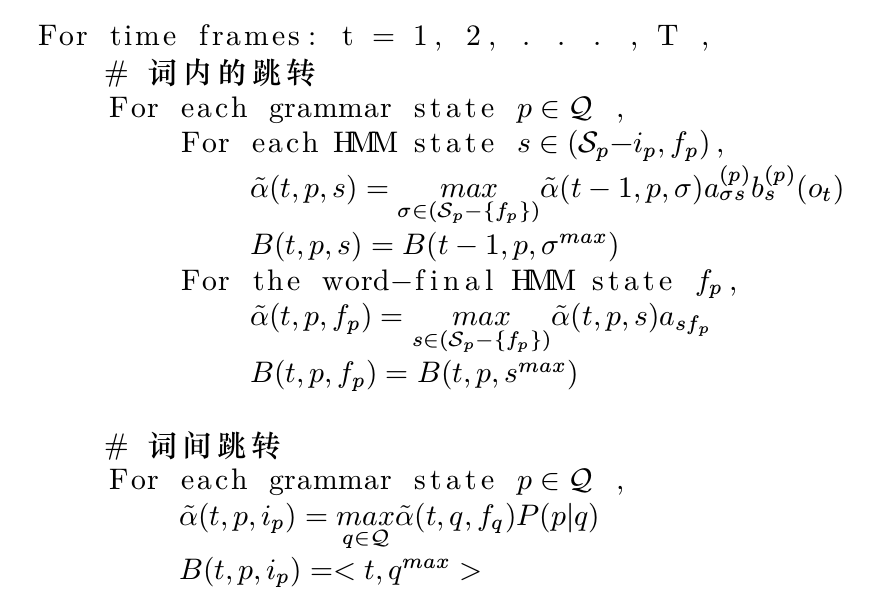 For time frames: t = 1, 2, . . . , T ,
# 词内的跳转
For each grammar state $p \in \mathcal{Q}$ ,
For each HMM state $s \in (\mathcal{S}_p - i_p, f_p)$ ,
$\tilde{\alpha}(t, p, s) = \underset{\sigma \in (\mathcal{S}_p - \{f_p\})}{max} \tilde{\alpha}(t-1, p, \sigma) a_{\sigma s}^{(p)} b_s^{(p)}(o_t)$
$B(t, p, s) = B(t-1, p, \sigma^{max})$
For the word-final HMM state $f_p$ ,
$\tilde{\alpha}(t, p, f_p) = \underset{s \in (\mathcal{S}_p - \{f_p\})}{max} \tilde{\alpha}(t, p, s) a_{s f_p}$
$B(t, p, f_p) = B(t, p, s^{max})$
# 词间跳转
For each grammar state $p \in \mathcal{Q}$ ,
$\tilde{\alpha}(t, p, i_p) = \underset{q \in \mathcal{Q}}{max} \tilde{\alpha}(t, q, f_q) P(p|q)$
$B(t, p, i_p) = < t, q^{max} >$